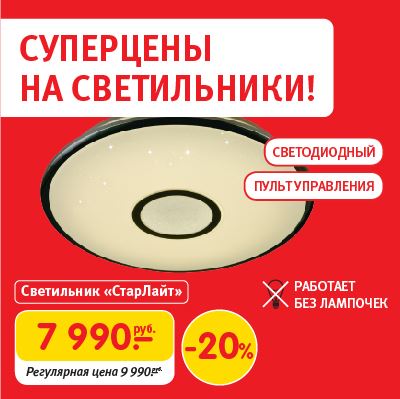 СУПЕРЦЕНЫ
НА СВЕТИЛЬНИКИ!
СВЕТОДИОДНЫЙ
ПУЛЬТ УПРАВЛЕНИЯ
Светильник «СтарЛайт»
РАБОТАЕТ
БЕЗ ЛАМПОЧЕК
7 990.- руб.
-20%
Регулярная цена 9 990.- руб.